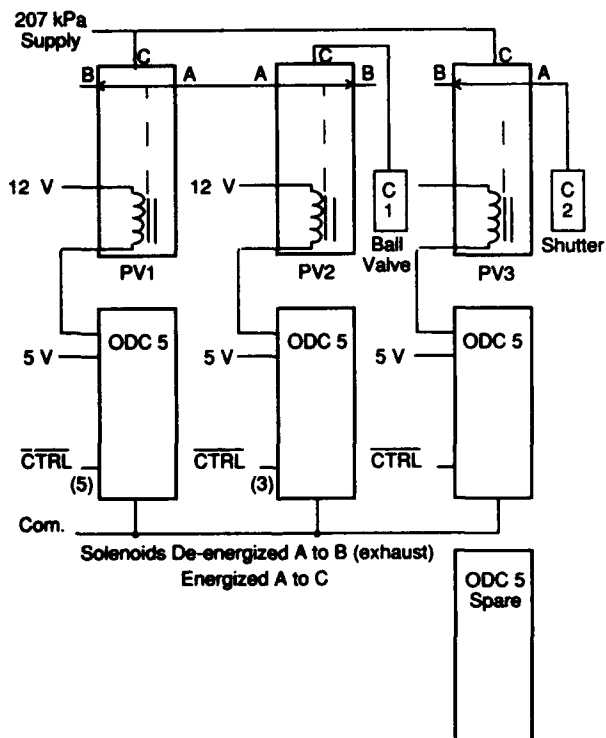 207 kPa
Supply
C
C
C
B
A
A
B
B
A
12 V
12 V
C
1
C
2
Ball
Valve
Shutter
PV1
PV2
PV3
ODC 5
ODC 5
ODC 5
5 V
5 V
5 V
CTRL
(5)
CTRL
(3)
CTRL
Com.
Solenoids De-energized A to B (exhaust)
Energized A to C
ODC 5
Spare